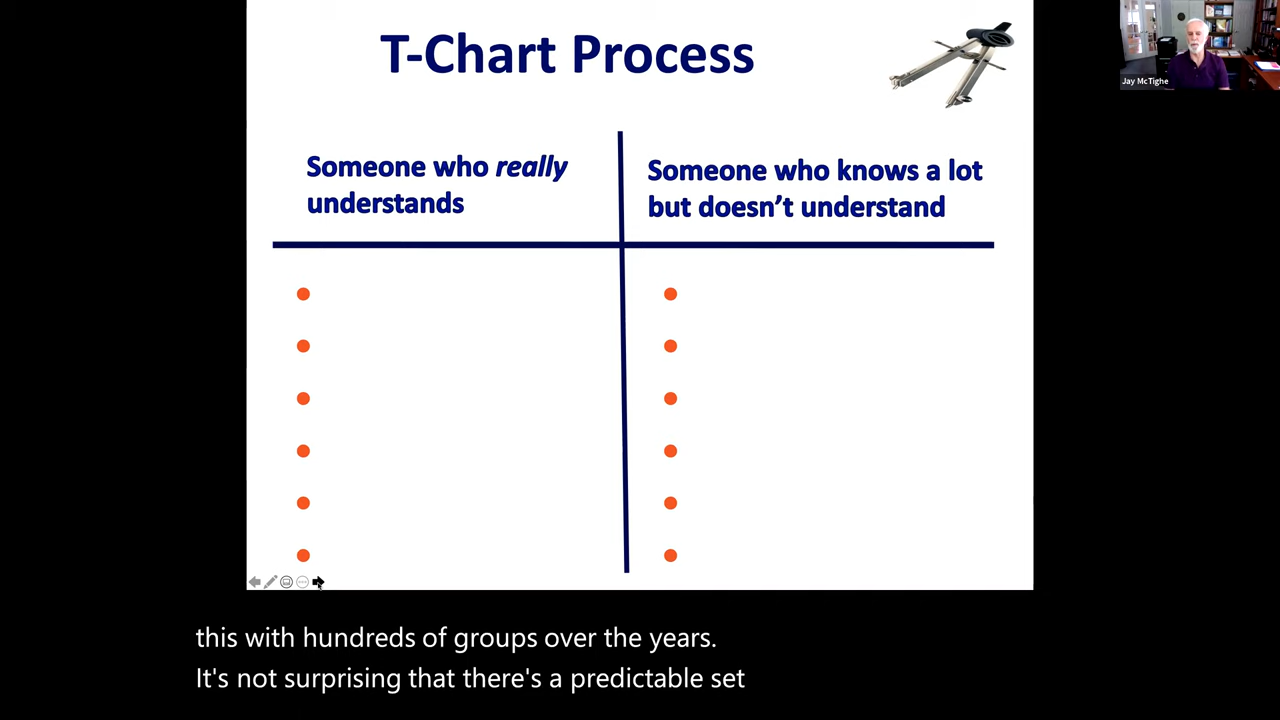 T-Chart Process
Jay McTighe
Someone who really
understands
Someone who knows a lot
but doesn’t understand
this with hundreds of groups over the years.
It's not surprising that there's a predictable set